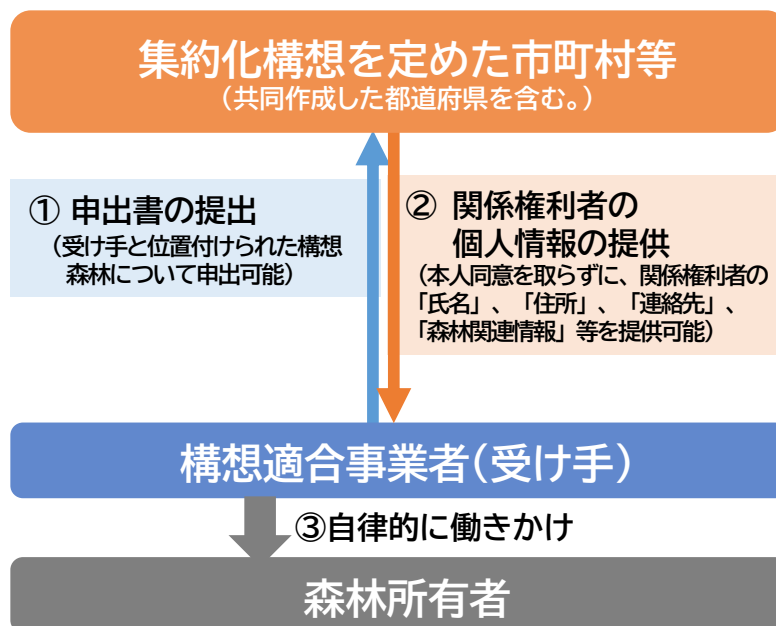 集約化構想を定めた市町村等
（共同作成した都道府県を含む。）
① 申出書の提出
（受け手と位置付けられた構想
森林について申出可能）
② 関係権利者の
個人情報の提供
（本人同意を取らずに、関係権利者の
「氏名」、「住所」、「連絡先」、
「森林関連情報」等を提供可能）
構想適合事業者（受け手）
③自律的に働きかけ
森林所有者